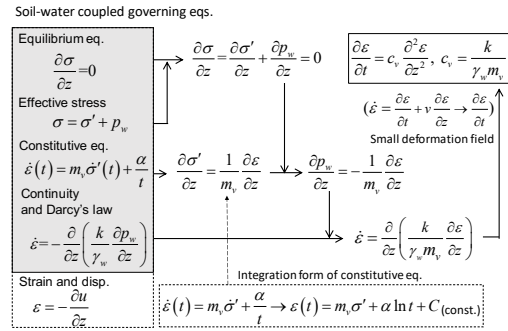 Soil-water coupled governing eqs.
Equilibrium eq.
∂σ/∂z=0
Effective stress
σ = σ′ + p_w
Constitutive eq.
ε̇(t) = m_v σ̇′(t) + α/t
Continuity
and Darcy's law
ε̇ = −∂/∂z (k/γ_w ∂p_w/∂z)
Strain and disp.
ε = −∂u/∂z
∂σ/∂z = ∂σ′/∂z + ∂p_w/∂z = 0
∂σ′/∂z = 1/m_v ∂ε/∂z
∂p_w/∂z = −1/m_v ∂ε/∂z
∂ε/∂t = c_v ∂²ε/∂z², c_v = k/γ_w m_v
(ε̇ = ∂ε/∂t + v ∂ε/∂z → ∂ε/∂t)
Small deformation field
ε̇ = ∂/∂z (k/γ_w m_v ∂ε/∂z)
Integration form of constitutive eq.
ε̇(t) = m_v σ̇′ + α/t → ε(t) = m_v σ′ + α ln t + C (const.)